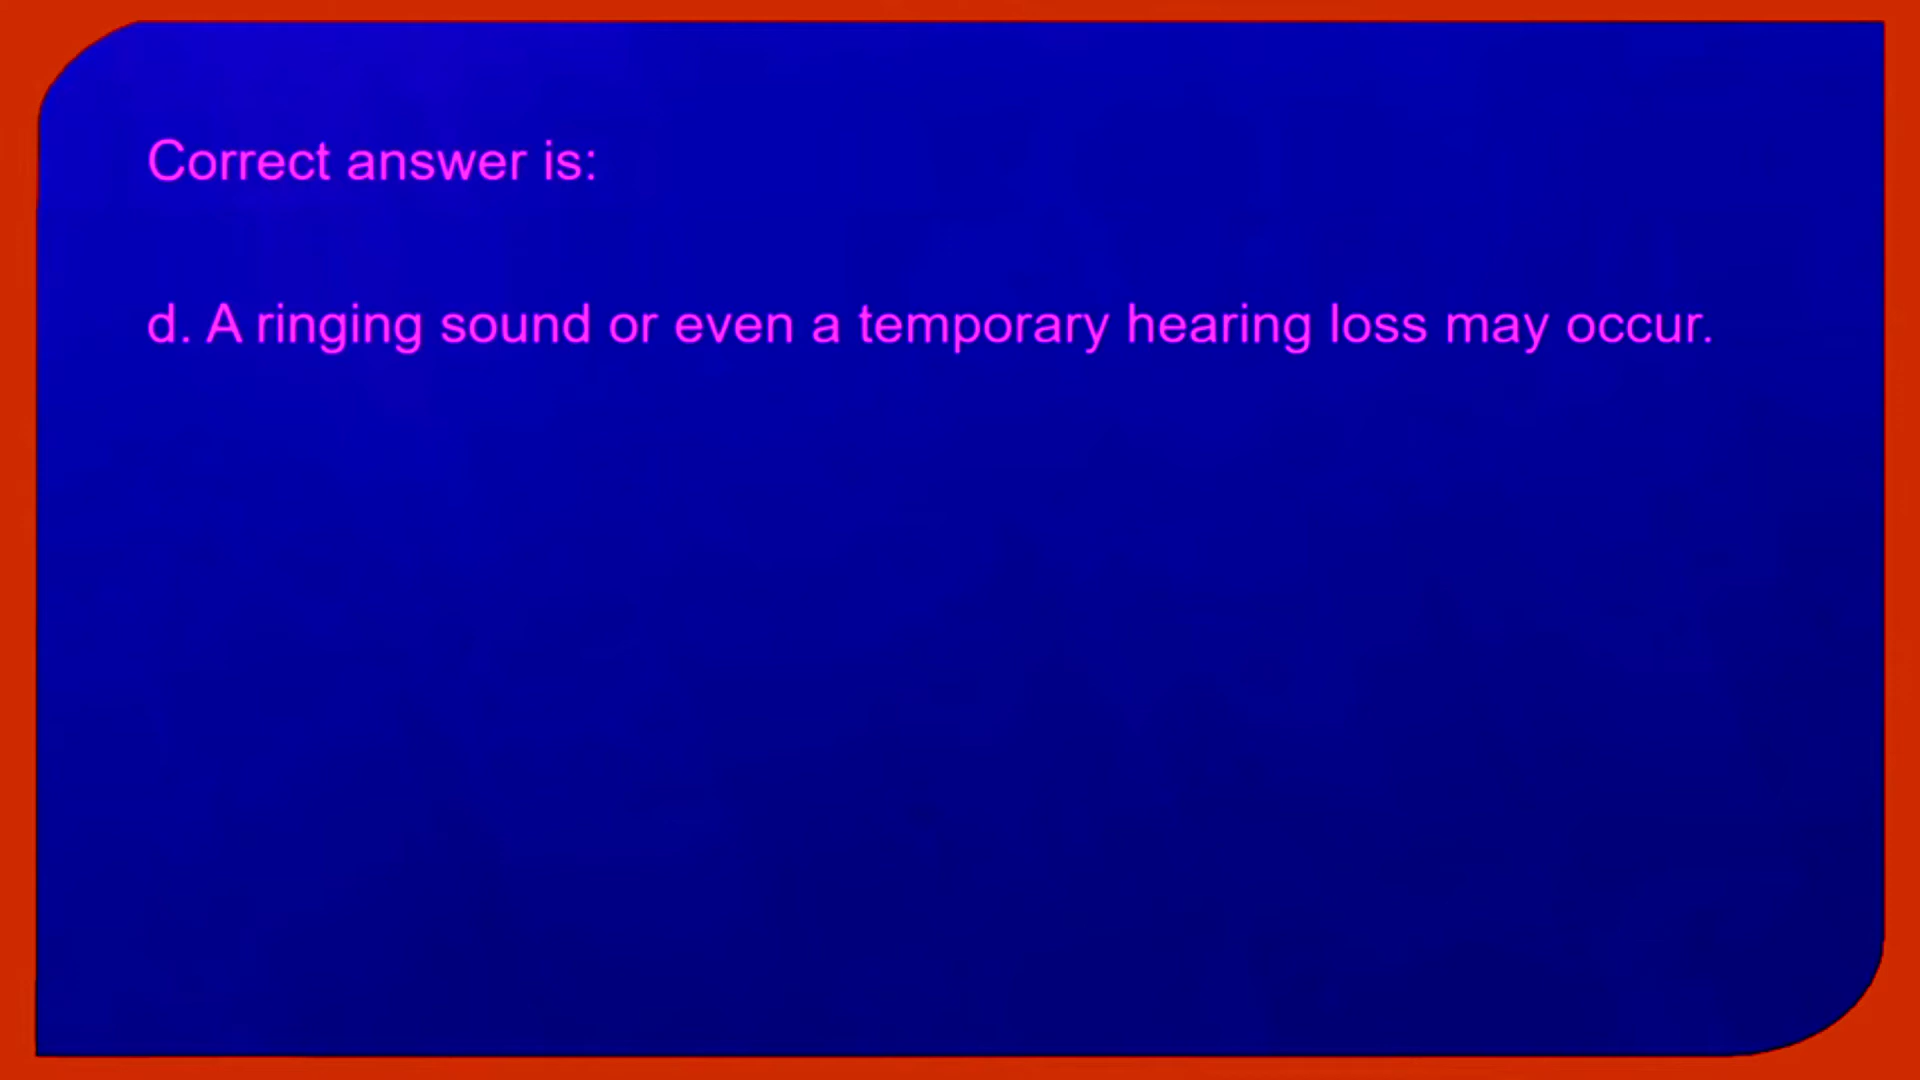 Correct answer is:
d. A ringing sound or even a temporary hearing loss may occur.